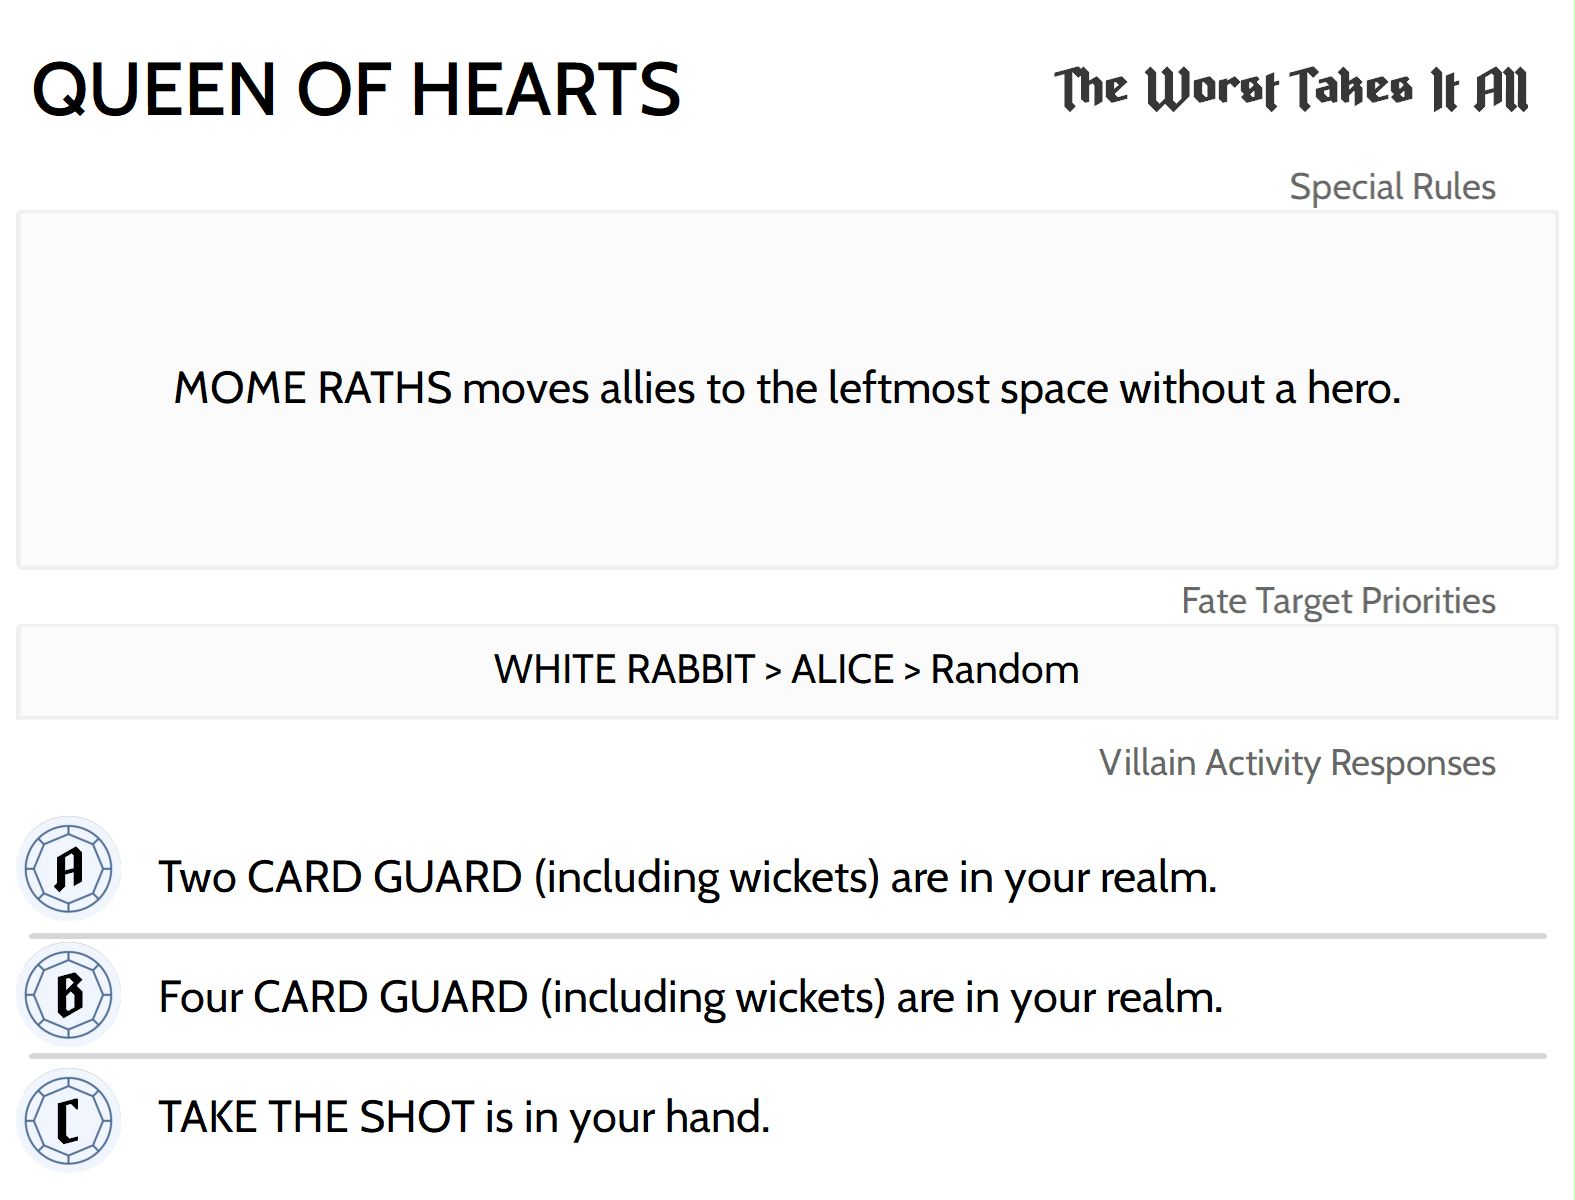 QUEEN OF HEARTS
The Worst Takes It All
Special Rules
MOME RATHS moves allies to the leftmost space without a hero.
Fate Target Priorities
WHITE RABBIT > ALICE > Random
Villain Activity Responses
A
Two CARD GUARD (including wickets) are in your realm.
B
Four CARD GUARD (including wickets) are in your realm.
C
TAKE THE SHOT is in your hand.